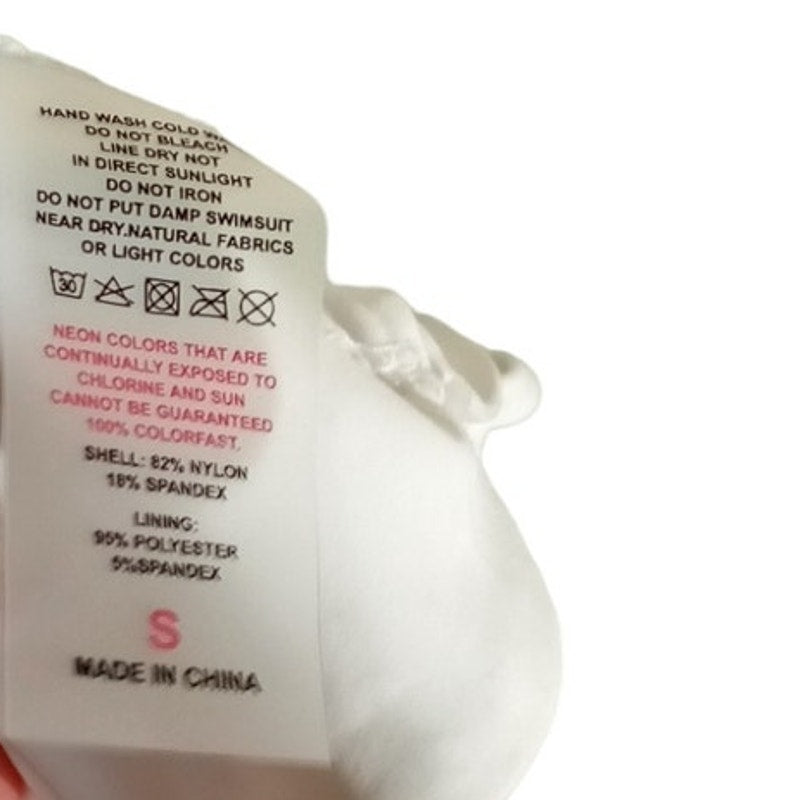 HAND WASH COLD
DO NOT BLEACH
LINE DRY NOT
IN DIRECT SUNLIGHT
DO NOT IRON
DO NOT PUT DAMP SWIMSUIT
NEAR DRY.NATURAL FABRICS
OR LIGHT COLORS
30
NEON COLORS THAT ARE
CONTINUALLY EXPOSED TO
CHLORINE AND SUN
CANNOT BE GUARANTEED
100% COLORFAST.
SHELL: 82% NYLON
18% SPANDEX
LINING:
95% POLYESTER
5%SPANDEX
S
MADE IN CHINA